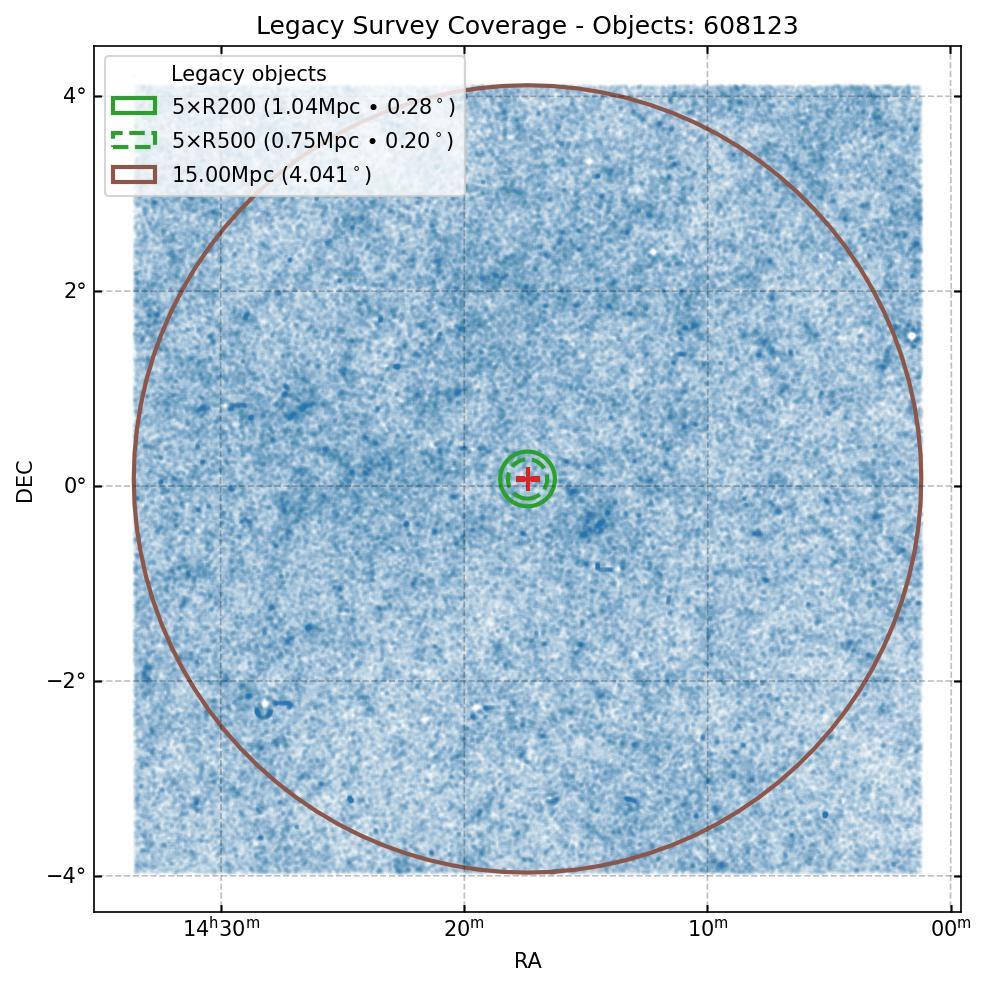 Legacy Survey Coverage - Objects: 608123
Legacy objects
5×R200 (1.04Mpc • 0.28°)
5×R500 (0.75Mpc • 0.20°)
15.00Mpc (4.041°)
4°
2°
0°
−2°
−4°
DEC
14ʰ30ᵐ 20ᵐ 10ᵐ 00ᵐ
RA